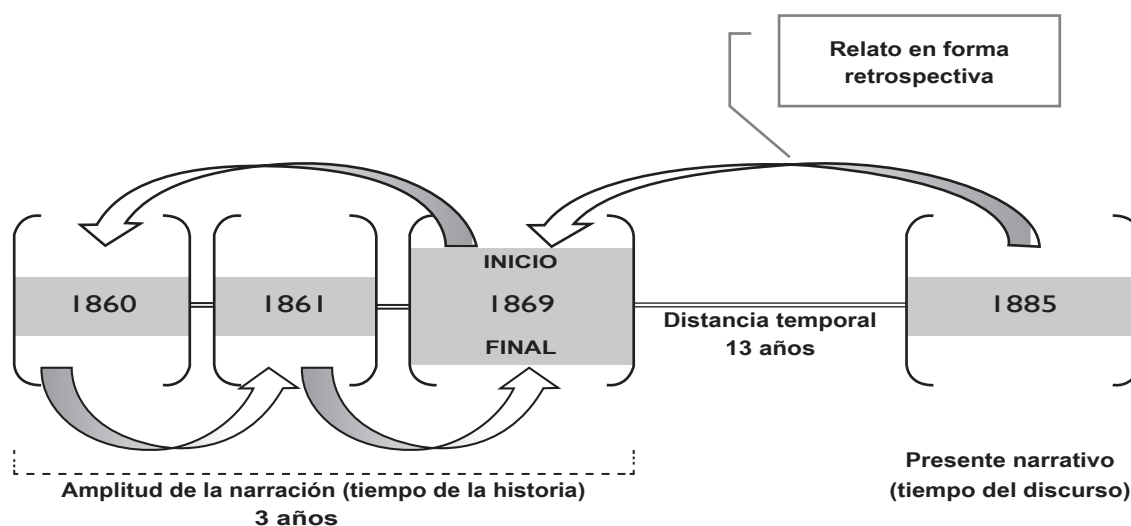 Relato en forma
retrospectiva
INICIO
1860
1861
1869
1885
FINAL
Distancia temporal
13 años
Amplitud de la narración (tiempo de la historia)
3 años
Presente narrativo
(tiempo del discurso)